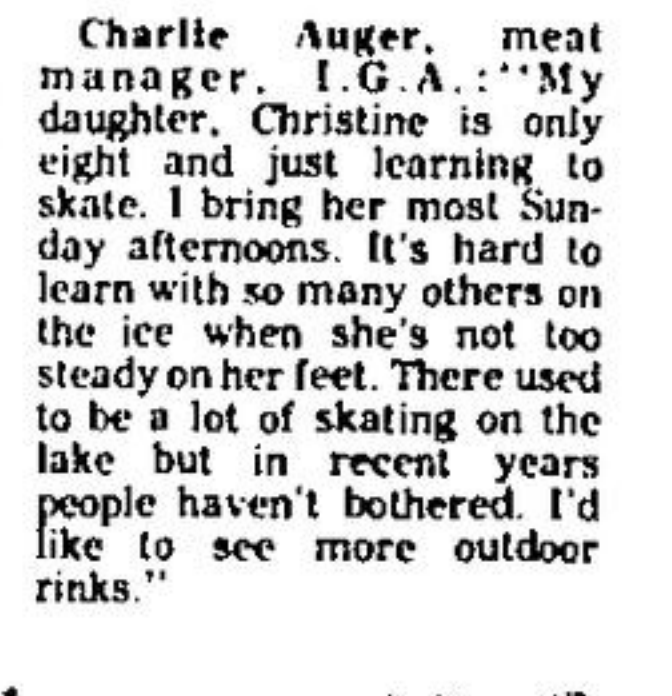 Charlie Auger, meat
manager, I.G.A.: "My
daughter, Christine is only
eight and just learning to
skate. I bring her most Sun-
day afternoons. It's hard to
learn with so many others on
the ice when she's not too
steady on her feet. There used
to be a lot of skating on the
lake but in recent years
people haven't bothered. I'd
like to see more outdoor
rinks."